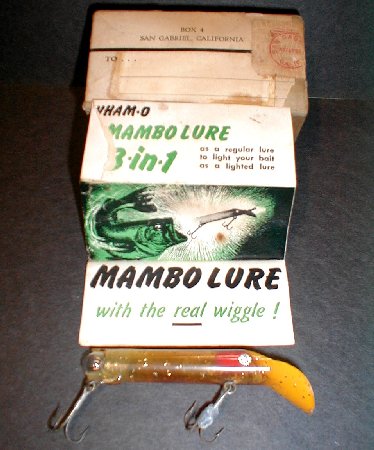 BOX 4
SAN GABRIEL, CALIFORNIA
TO . . .
WHAM-O
MAMBO LURE
3-in-1
as a regular lure
to light your bait
as a lighted lure
MAMBO LURE
with the real wiggle !